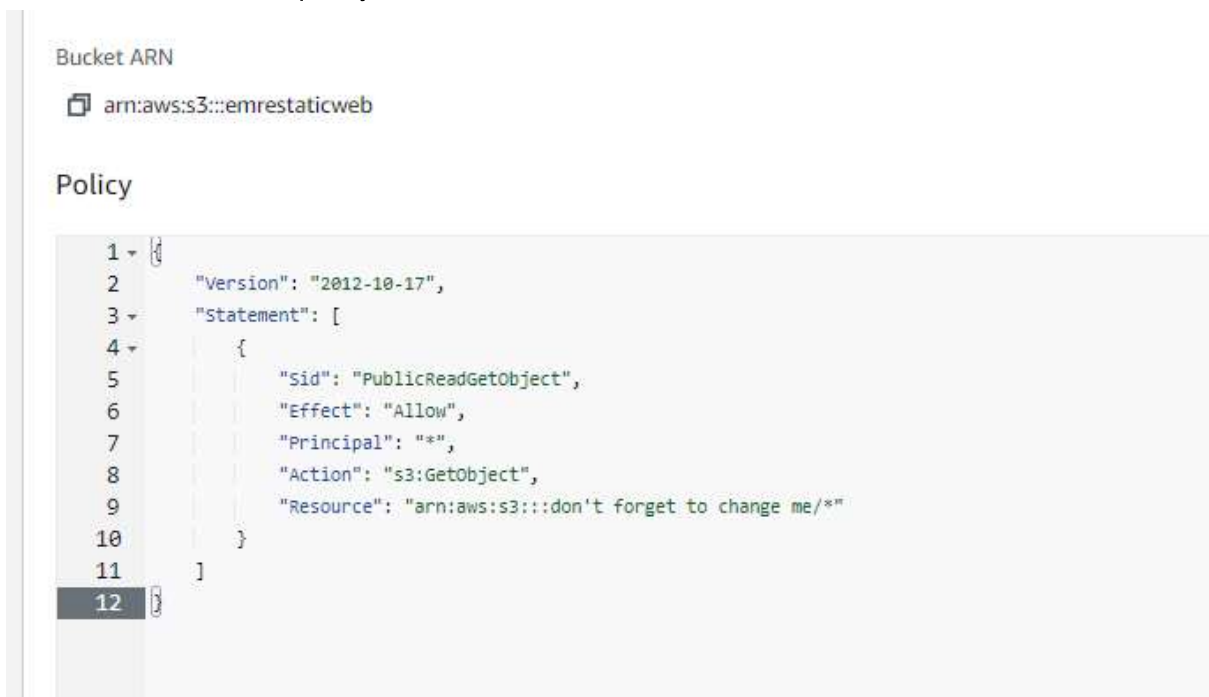 Bucket ARN
arn:aws:s3:::emrestaticweb
Policy
1 {
2 "Version": "2012-10-17",
3 "Statement": [
4 {
5 "Sid": "PublicReadGetObject",
6 "Effect": "Allow",
7 "Principal": "*",
8 "Action": "s3:GetObject",
9 "Resource": "arn:aws:s3:::don't forget to change me/*"
10 }
11 ]
12 }